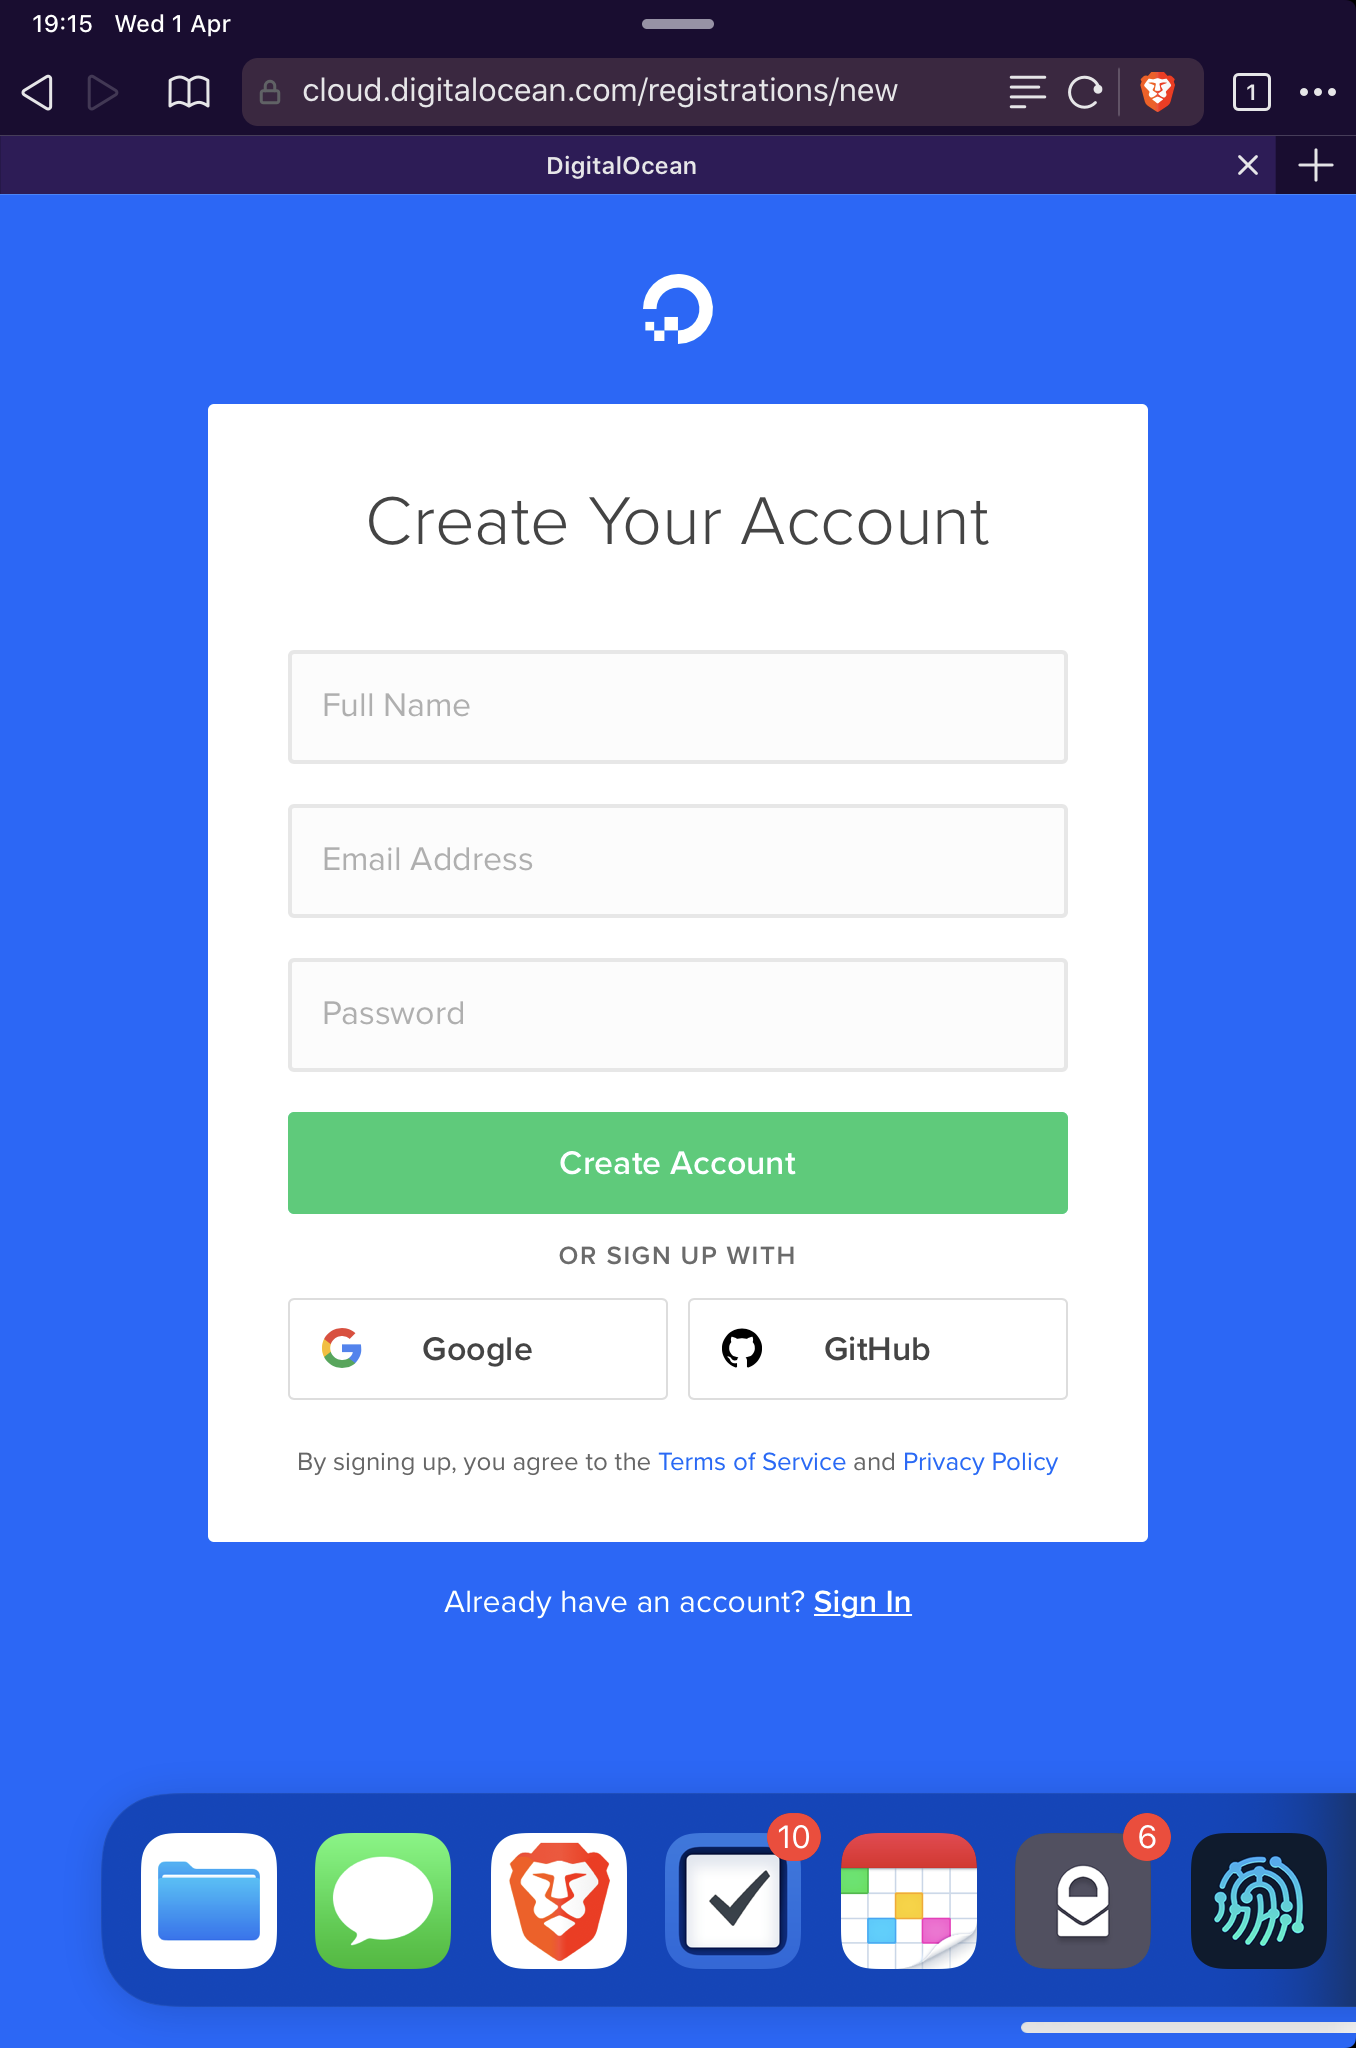 19:15 Wed 1 Apr
cloud.digitalocean.com/registrations/new
1
DigitalOcean
Create Your Account
Full Name
Email Address
Password
Create Account
OR SIGN UP WITH
Google
GitHub
By signing up, you agree to the Terms of Service and Privacy Policy
Already have an account? Sign In
10
6